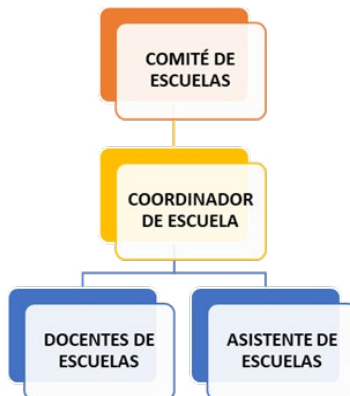 COMITÉ DE
ESCUELAS
COORDINADOR
DE ESCUELA
DOCENTES DE
ESCUELAS
ASISTENTE DE
ESCUELAS